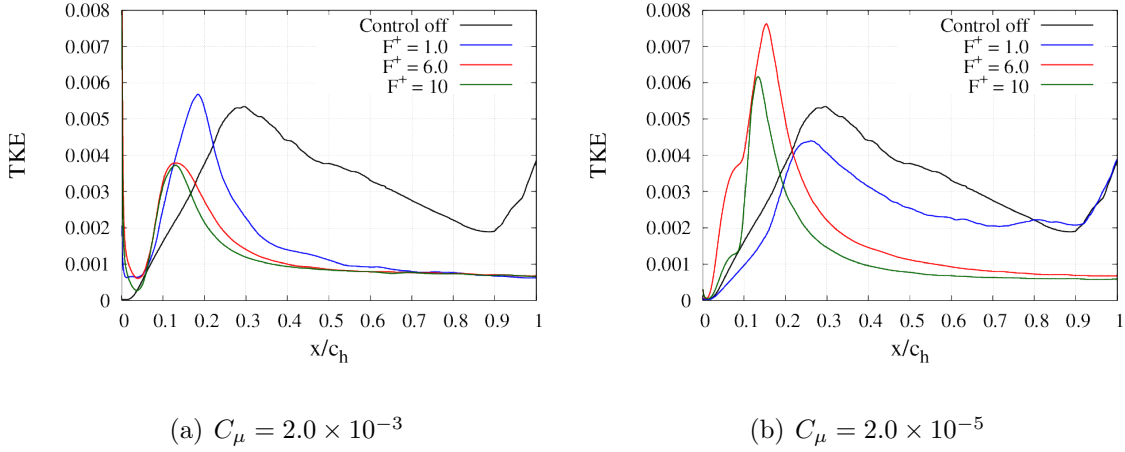 0.008
0.007
0.006
0.005
0.004
0.003
0.002
0.001
0
TKE
Control off
F⁺ = 1.0
F⁺ = 6.0
F⁺ = 10
0 0.1 0.2 0.3 0.4 0.5 0.6 0.7 0.8 0.9 1
x/c_h
(a) C_μ = 2.0 × 10⁻³
0.008
0.007
0.006
0.005
0.004
0.003
0.002
0.001
0
TKE
Control off
F⁺ = 1.0
F⁺ = 6.0
F⁺ = 10
0 0.1 0.2 0.3 0.4 0.5 0.6 0.7 0.8 0.9 1
x/c_h
(b) C_μ = 2.0 × 10⁻⁵